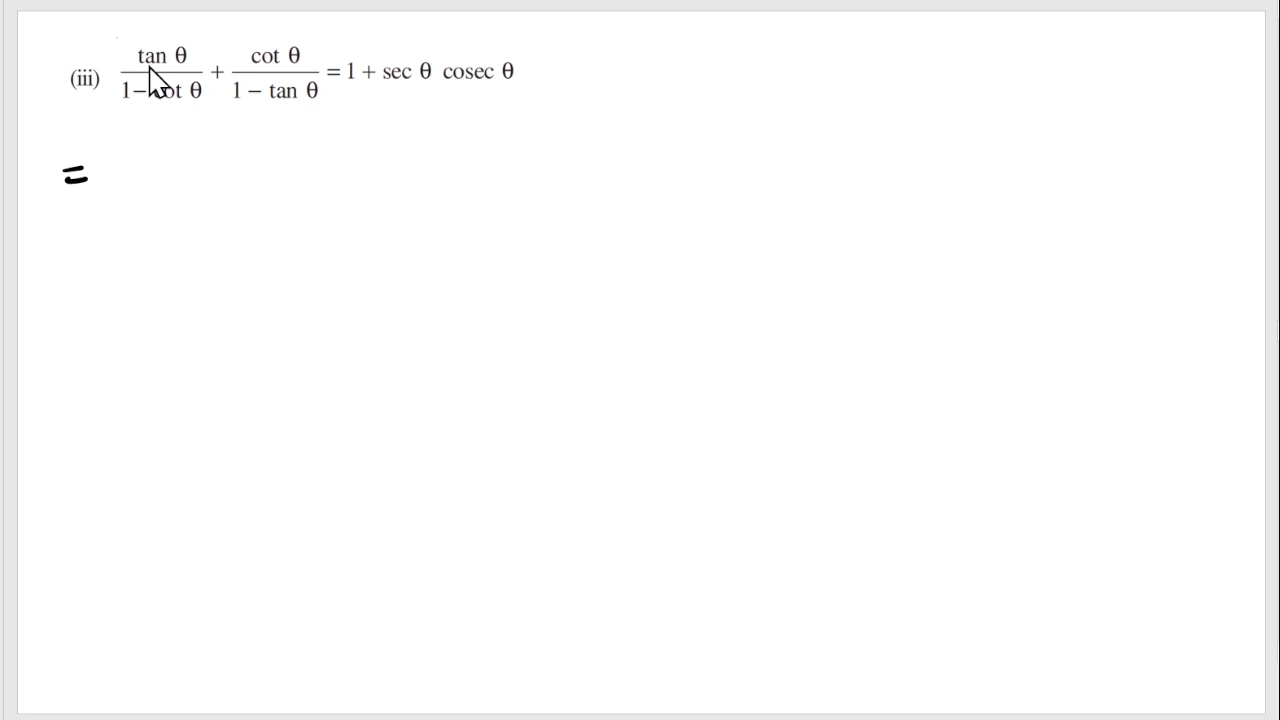 (iii) tan θ / 1 – cot θ + cot θ / 1 – tan θ = 1 + sec θ cosec θ
=